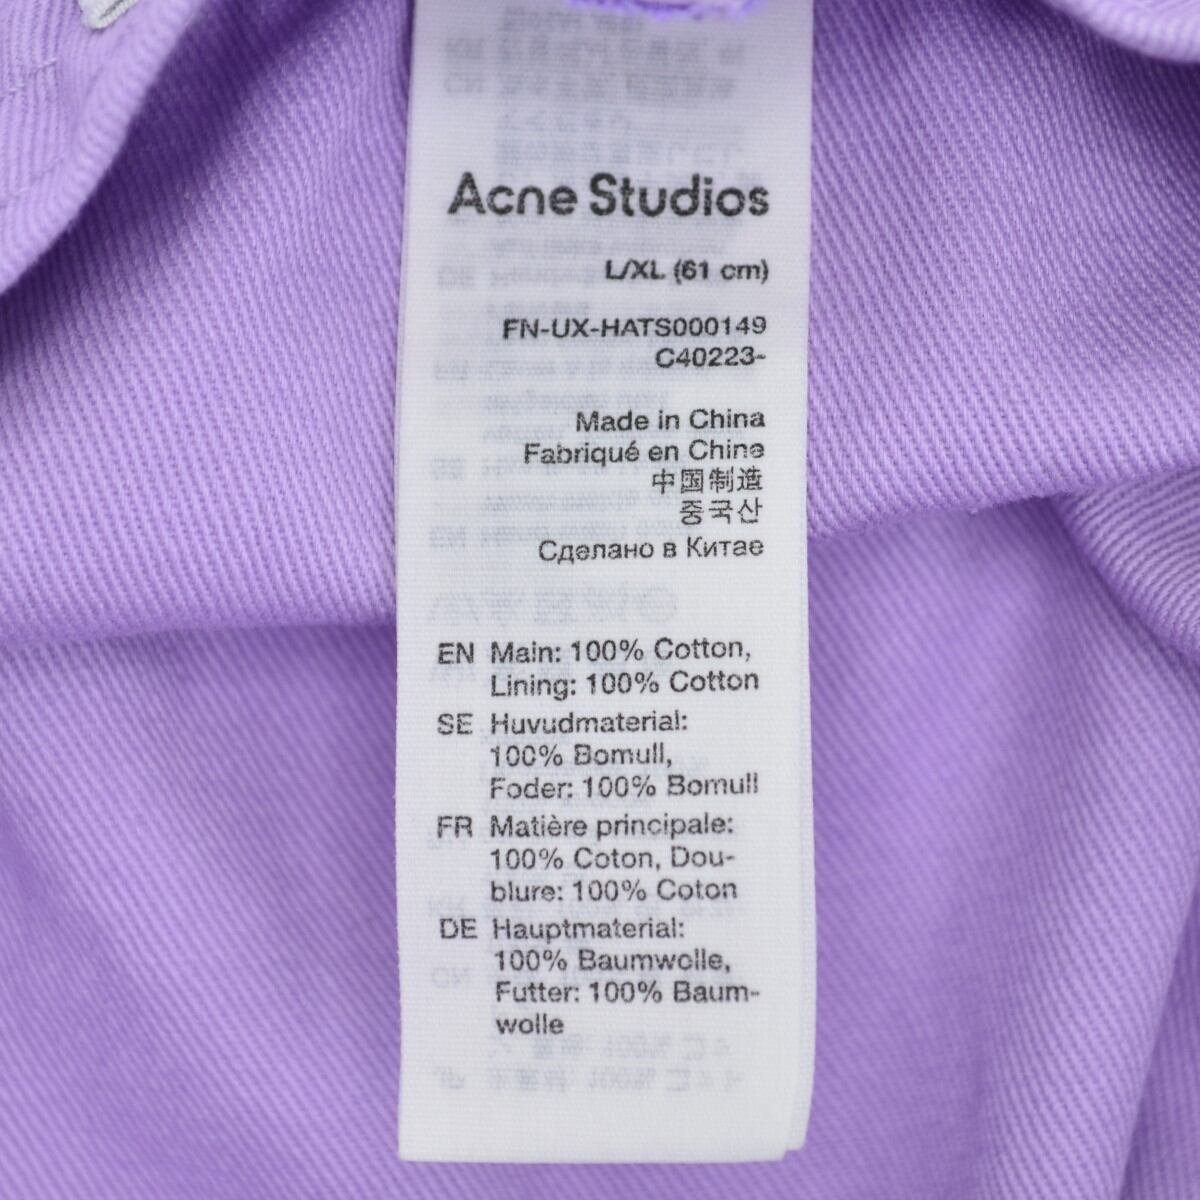 Acne Studios
L/XL (61 cm)
FN-UX-HATS000149
C40223-
Made in China
Fabriqué en Chine
中国制造
중국산
Сделано в Китае
EN Main: 100% Cotton,
Lining: 100% Cotton
SE Huvudmaterial:
100% Bomull,
Foder: 100% Bomull
FR Matière principale:
100% Coton, Dou-
blure: 100% Coton
DE Hauptmaterial:
100% Baumwolle,
Futter: 100% Baum-
wolle